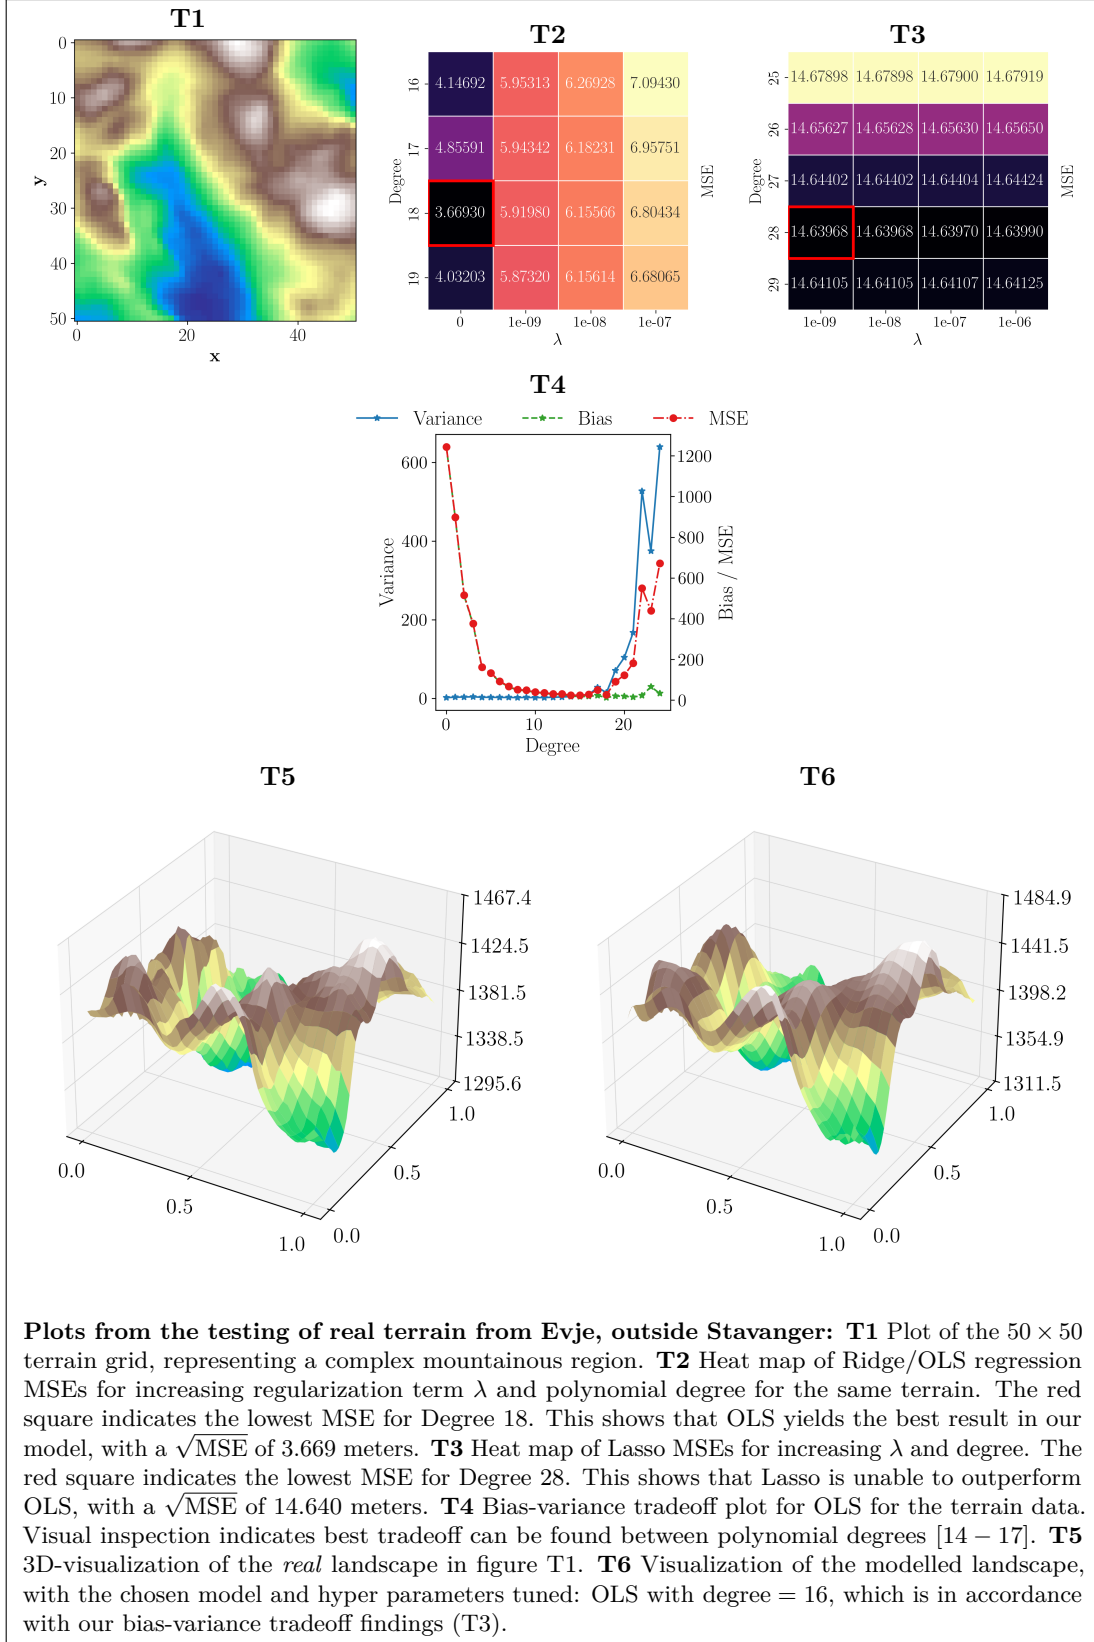 T1
0
10
20
30
40
50
y
0
20
40
x
T2
Degree
16
17
18
19
4.14692 5.95313 6.26928 7.09430
4.85591 5.94342 6.18231 6.95751
3.66930 5.91980 6.15566 6.80434
4.03203 5.87320 6.15614 6.68065
0 1e-09 1e-08 1e-07
λ
MSE
T3
Degree
25
26
27
28
29
14.67898 14.67898 14.67900 14.67919
14.65627 14.65628 14.65630 14.65650
14.64402 14.64402 14.64404 14.64424
14.63968 14.63968 14.63970 14.63990
14.64105 14.64105 14.64107 14.64125
1e-09 1e-08 1e-07 1e-06
λ
MSE
T4
Variance Bias MSE
Variance
600
400
200
0
1200
1000
800
600
400
200
0
Bias / MSE
0 10 20
Degree
T5
1467.4
1424.5
1381.5
1338.5
1295.6
0.0
0.5
1.0
0.0
0.5
1.0
T6
1484.9
1441.5
1398.2
1354.9
1311.5
0.0
0.5
1.0
0.0
0.5
1.0
Plots from the testing of real terrain from Evje, outside Stavanger: T1 Plot of the 50 × 50
terrain grid, representing a complex mountainous region. T2 Heat map of Ridge/OLS regression
MSEs for increasing regularization term λ and polynomial degree for the same terrain. The red
square indicates the lowest MSE for Degree 18. This shows that OLS yields the best result in our
model, with a √MSE of 3.669 meters. T3 Heat map of Lasso MSEs for increasing λ and degree. The
red square indicates the lowest MSE for Degree 28. This shows that Lasso is unable to outperform
OLS, with a √MSE of 14.640 meters. T4 Bias-variance tradeoff plot for OLS for the terrain data.
Visual inspection indicates best tradeoff can be found between polynomial degrees [14 − 17]. T5
3D-visualization of the real landscape in figure T1. T6 Visualization of the modelled landscape,
with the chosen model and hyper parameters tuned: OLS with degree = 16, which is in accordance
with our bias-variance tradeoff findings (T3).